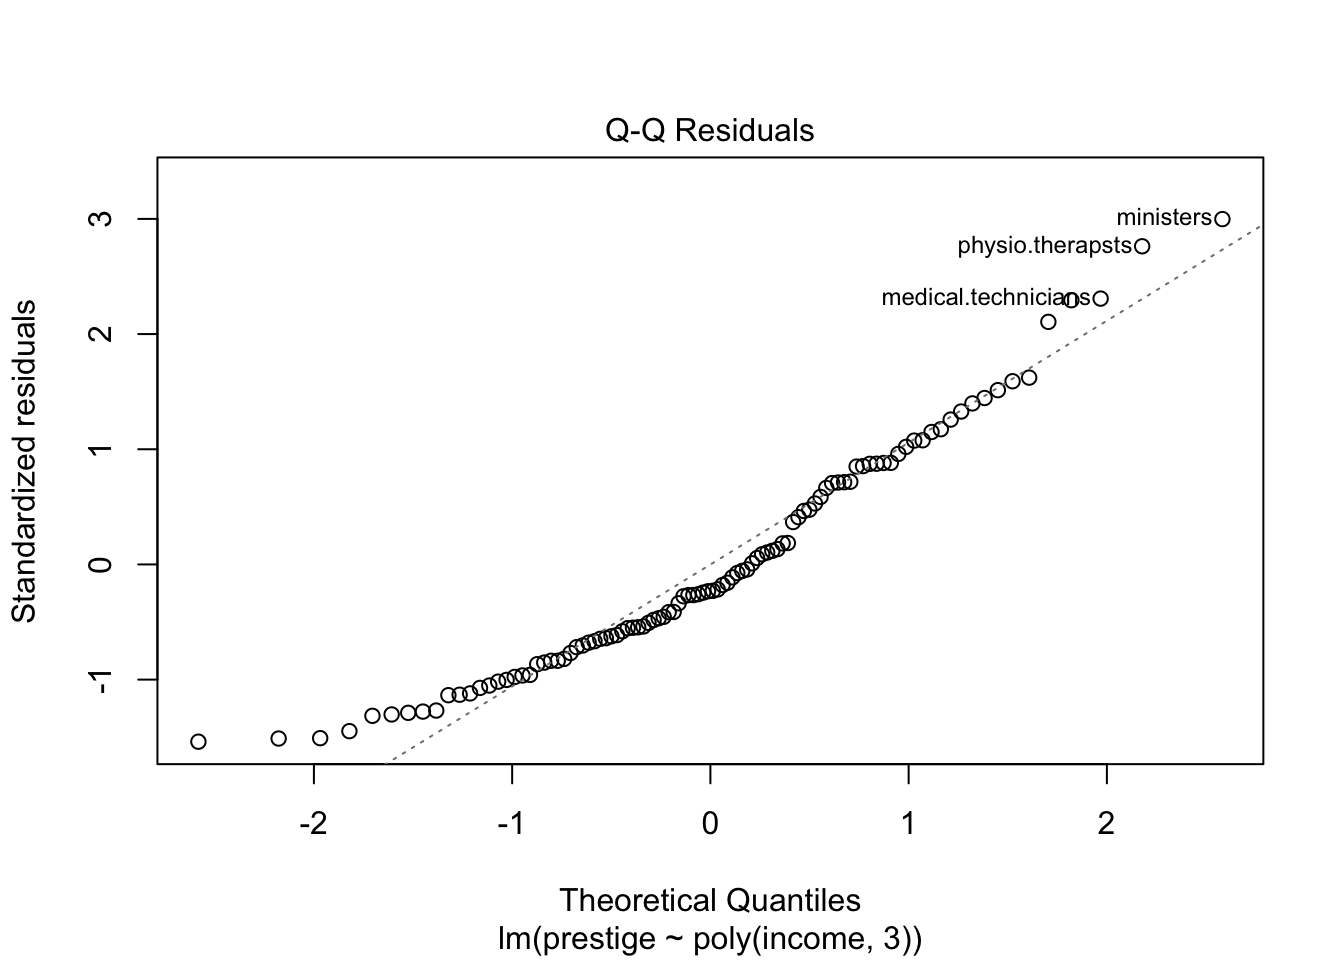 Q-Q Residuals
3
2
1
0
-1
Standardized residuals
ministers
physio.therapsts
medical.technicians
-2
-1
0
1
2
Theoretical Quantiles
lm(prestige ~ poly(income, 3))